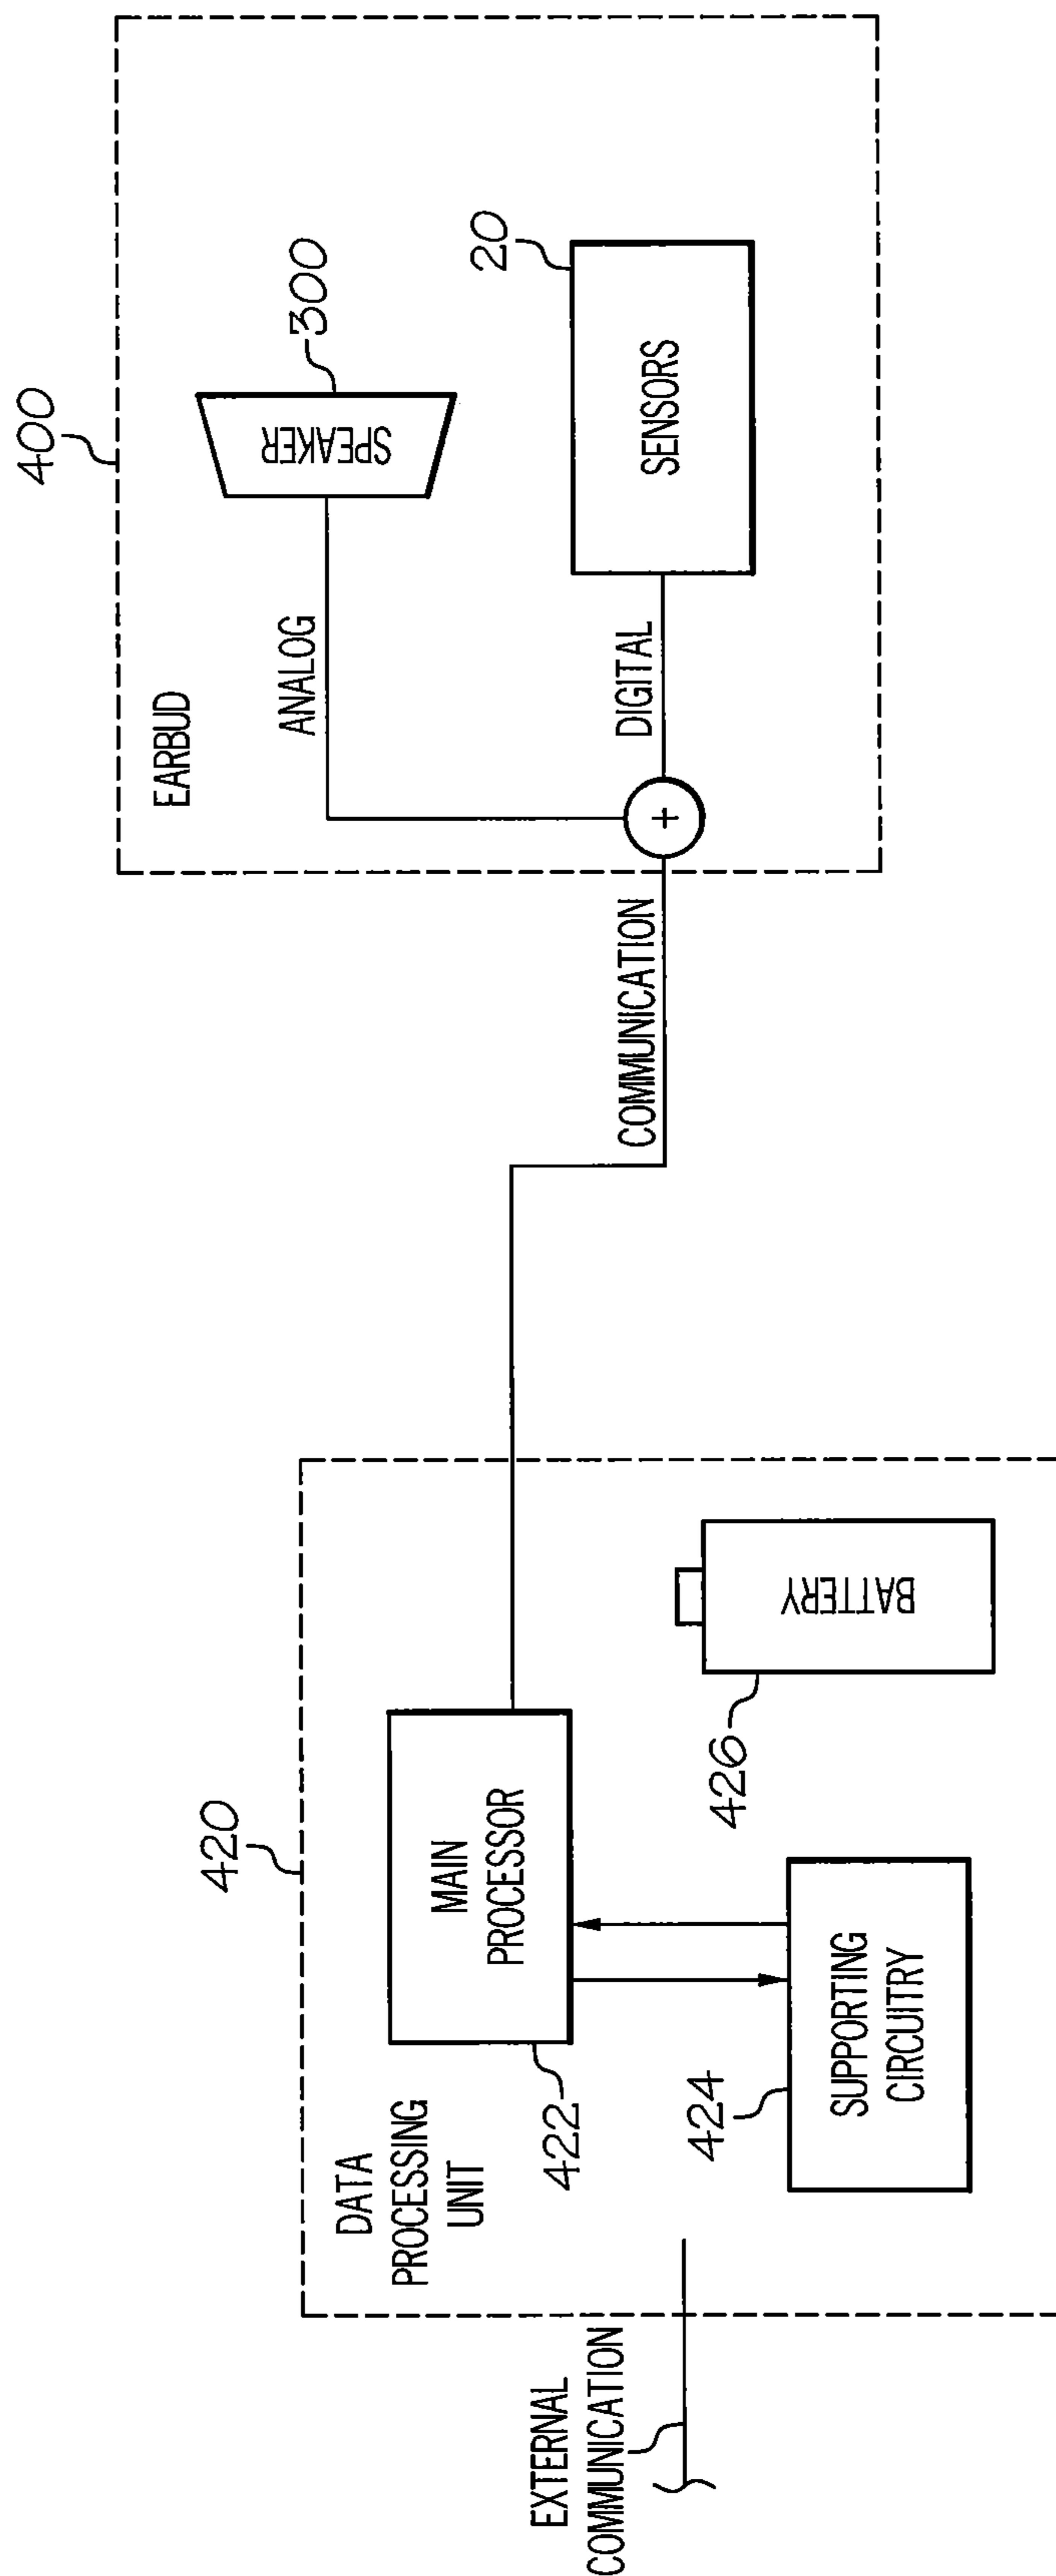 420
DATA
PROCESSING
UNIT
MAIN
PROCESSOR
422
424
SUPPORTING
CIRCUITRY
426
BATTERY
EXTERNAL
COMMUNICATION
COMMUNICATION
400
EARBUD
ANALOG
SPEAKER
300
DIGITAL
+
SENSORS
20